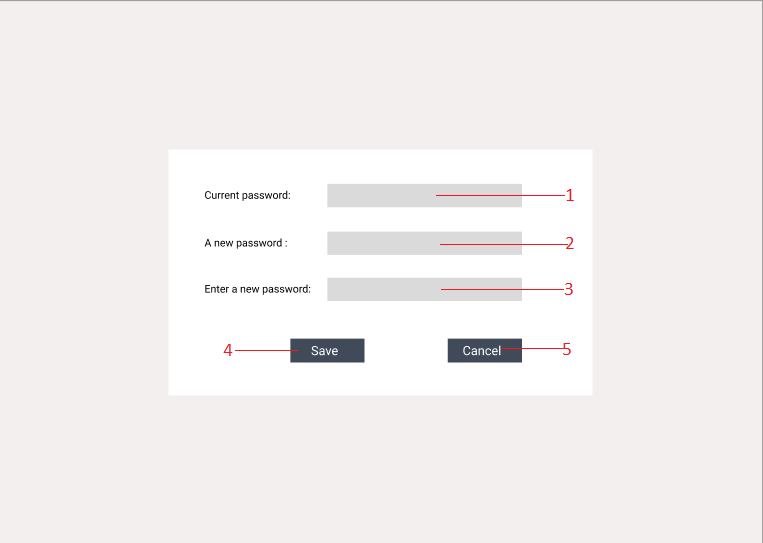 Current password: 1
A new password : 2
Enter a new password: 3
4 Save Cancel 5